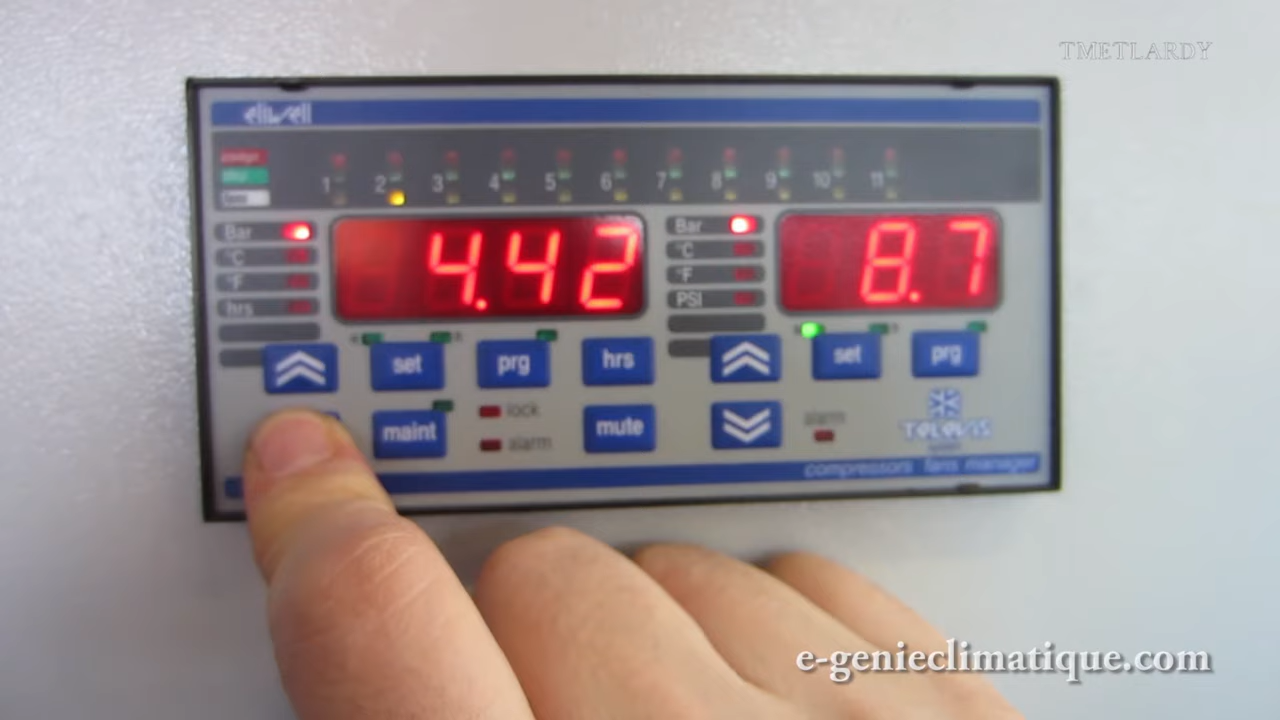 TMETLARDY
eliwell
1 2 3 4 5 6 7 8 9 10 11
Bar
°C
°F
hrs
4.42
Bar
°C
°F
PSI
8.7
set
prg
hrs
set
prg
maint
lock
alarm
mute
alarm
TELEVIS
compressors fans manager
e-genieclimatique.com